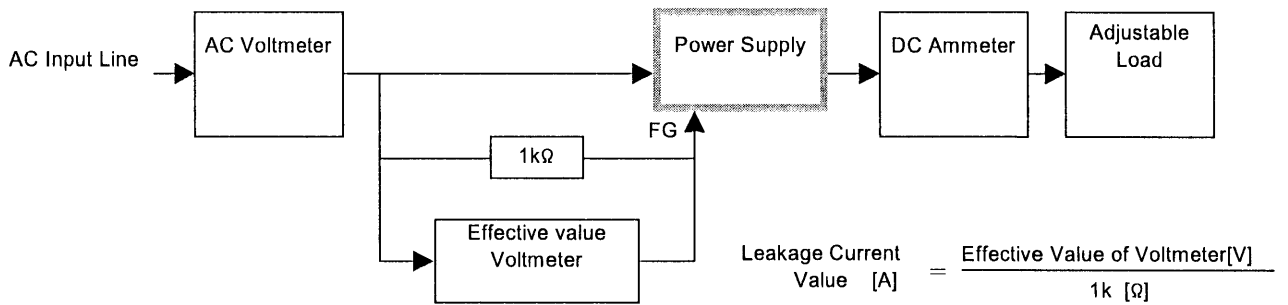 AC Input Line
AC Voltmeter
Power Supply
DC Ammeter
Adjustable
Load
FG
1kΩ
Effective value
Voltmeter
Leakage Current
Value [A]
= Effective Value of Voltmeter[V]
1k [Ω]